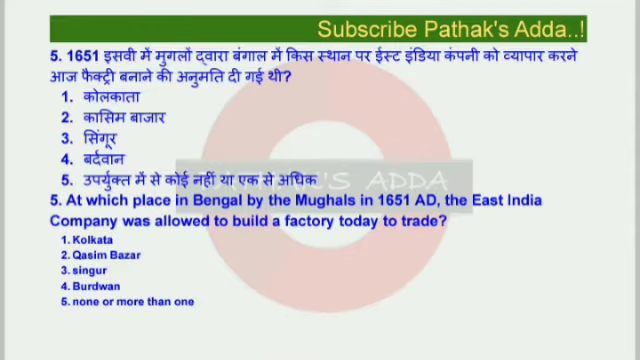 Subscribe Pathak's Adda..!
5. 1651 इसवी में मुगलों द्वारा बंगाल में किस स्थान पर ईस्ट इंडिया कंपनी को व्यापार करने
आज फैक्ट्री बनाने की अनुमति दी गई थी?
1. कोलकाता
2. कासिम बाजार
3. सिंगूर
4. बर्दवान
5. उपर्युक्त में से कोई नहीं या एक से अधिक
PATHAK'S ADDA
5. At which place in Bengal by the Mughals in 1651 AD, the East India
Company was allowed to build a factory today to trade?
1. Kolkata
2. Qasim Bazar
3. singur
4. Burdwan
5. none or more than one